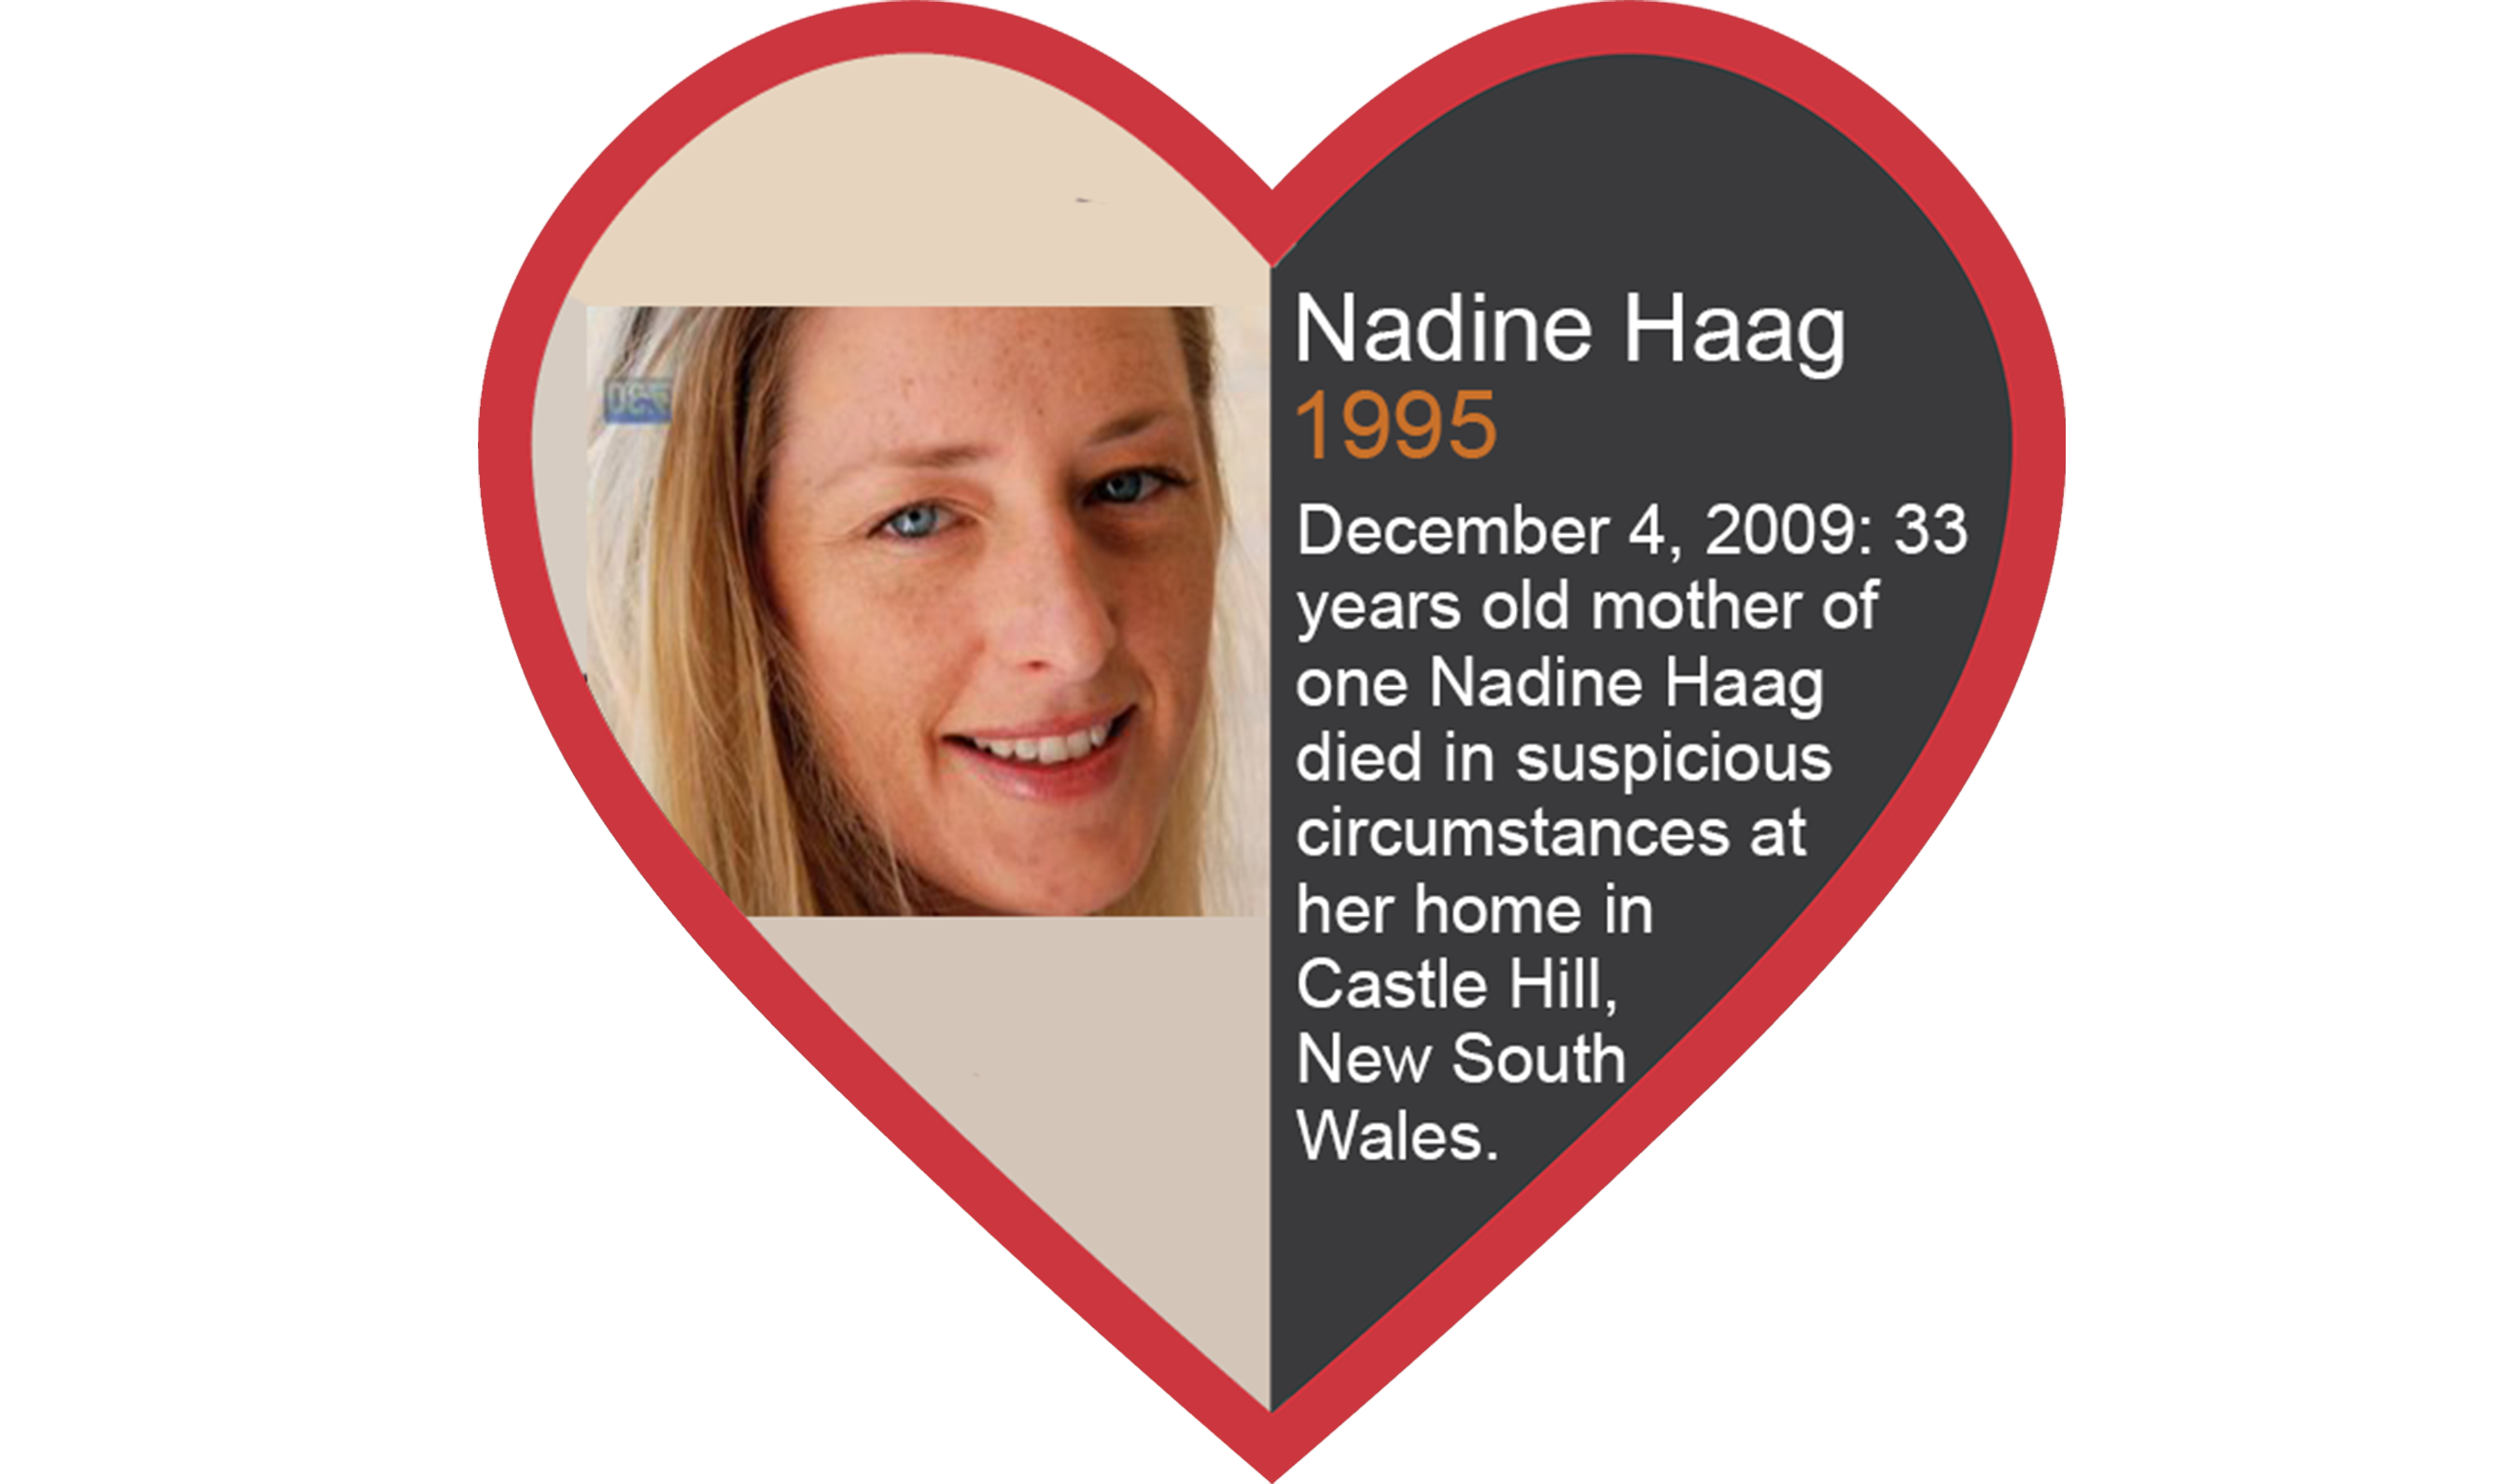 Nadine Haag
1995
December 4, 2009: 33
years old mother of
one Nadine Haag
died in suspicious
circumstances at
her home in
Castle Hill,
New South
Wales.